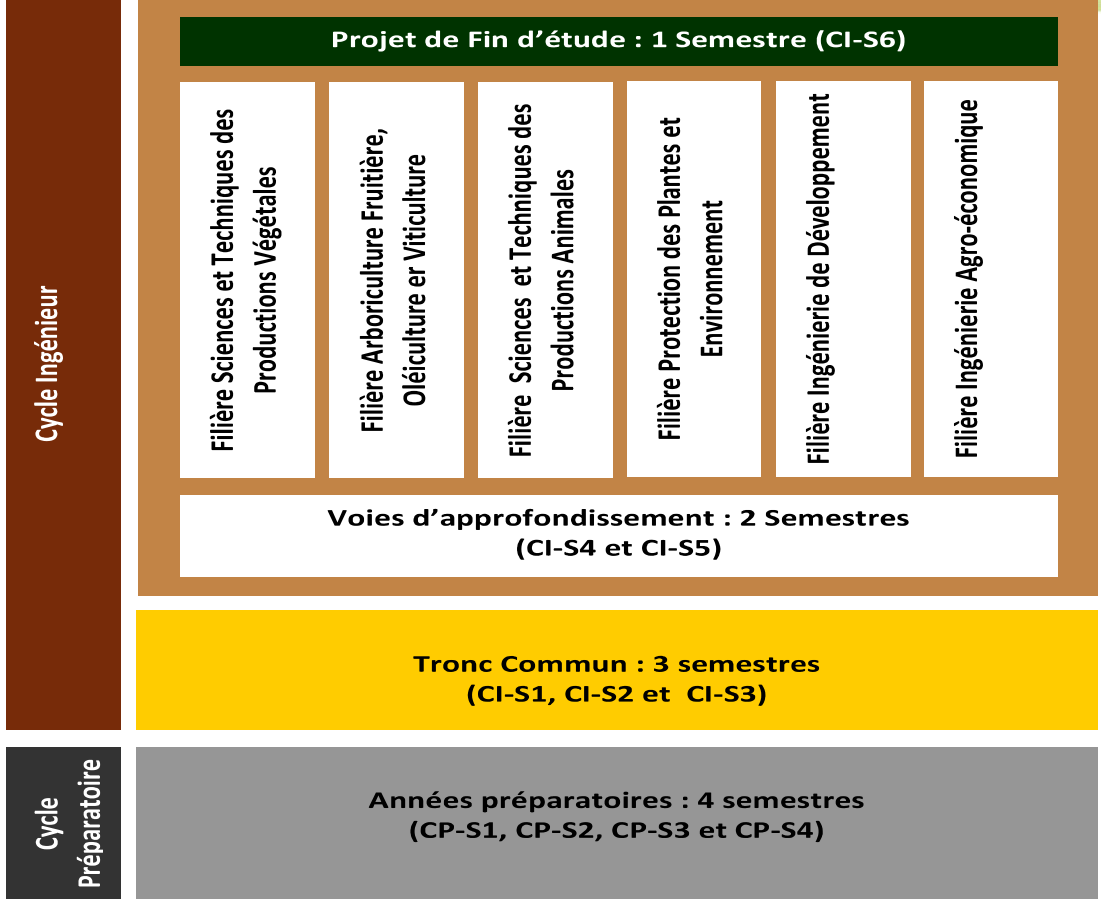 Projet de Fin d’étude : 1 Semestre (CI-S6)
Cycle Ingénieur
Filière Sciences et Techniques des
Productions Végétales
Filière Arboriculture Fruitière,
Oléiculture er Viticulture
Filière Sciences et Techniques des
Productions Animales
Filière Protection des Plantes et
Environnement
Filière Ingénierie de Développement
Filière Ingénierie Agro-économique
Voies d’approfondissement : 2 Semestres
(CI-S4 et CI-S5)
Tronc Commun : 3 semestres
(CI-S1, CI-S2 et CI-S3)
Cycle
Préparatoire
Années préparatoires : 4 semestres
(CP-S1, CP-S2, CP-S3 et CP-S4)